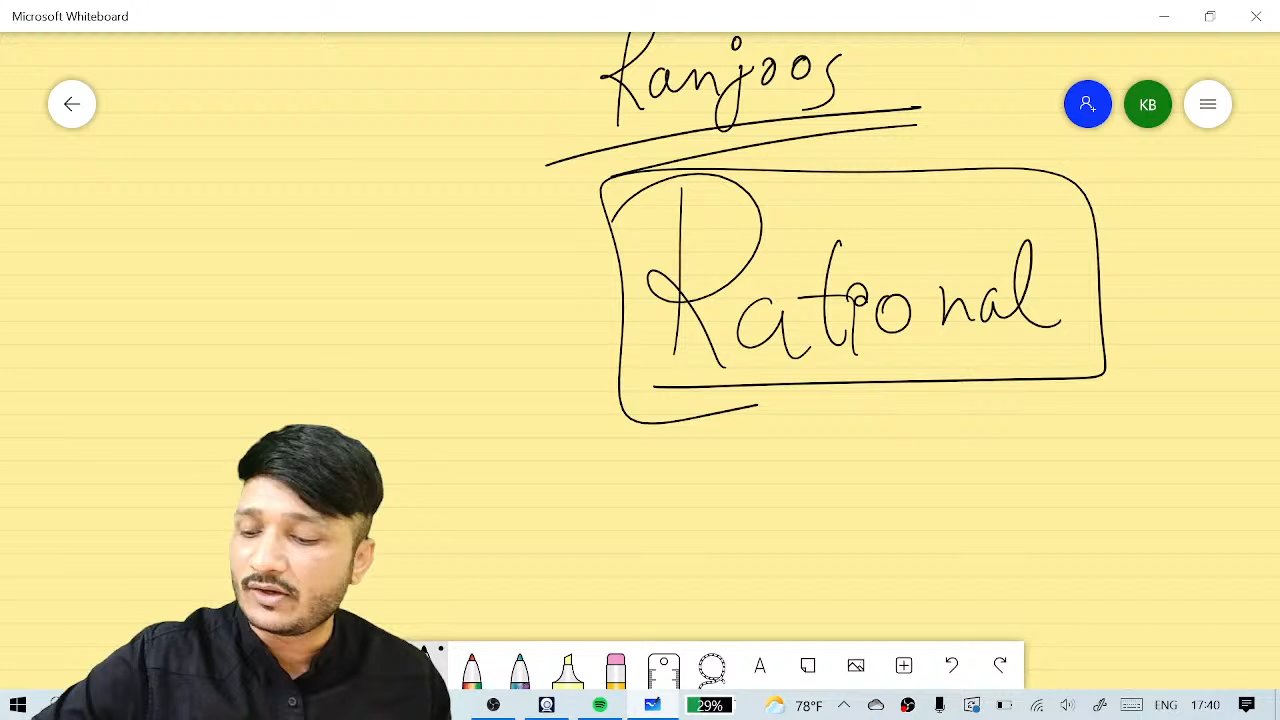 Microsoft Whiteboard
Kanjoos
KB
Rational
A
29%
78°F
ENG
17:40